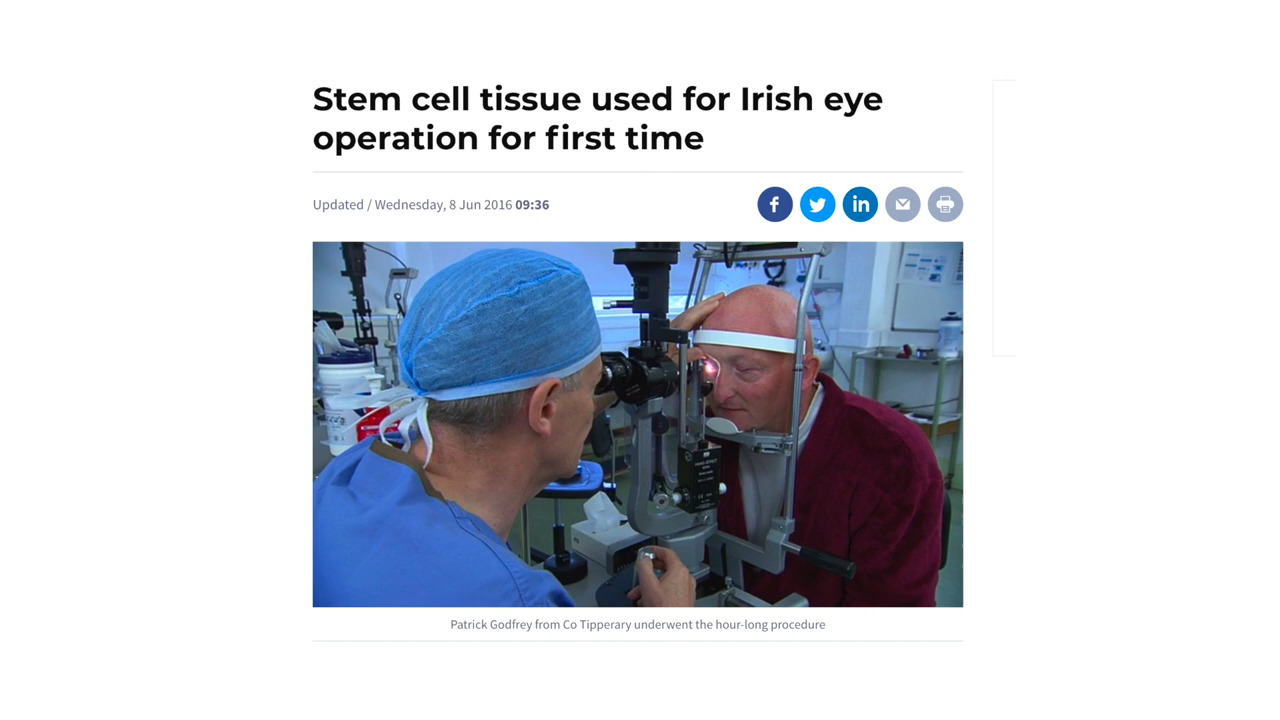 Stem cell tissue used for Irish eye
operation for first time
Updated / Wednesday, 8 Jun 2016 09:36
f
in
Patrick Godfrey from Co Tipperary underwent the hour-long procedure